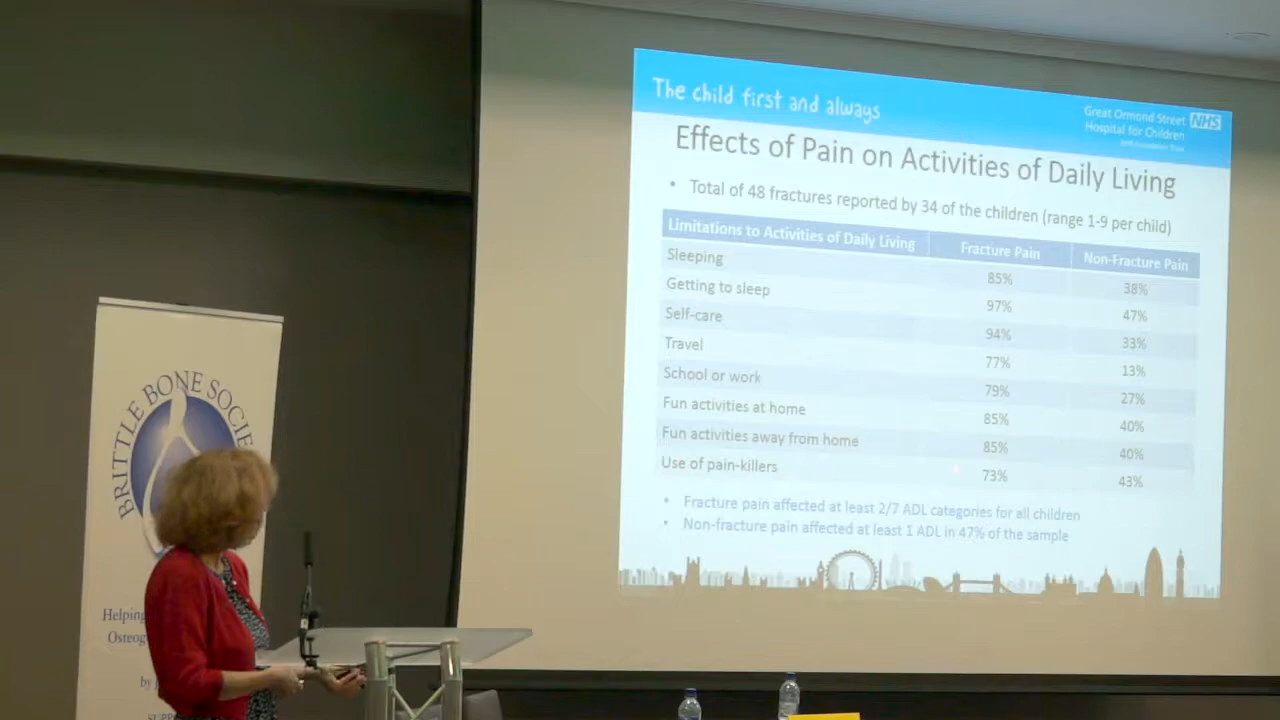 The child first and always
Great Ormond Street NHS
Hospital for Children
NHS Foundation Trust
Effects of Pain on Activities of Daily Living
• Total of 48 fractures reported by 34 of the children (range 1-9 per child)
Limitations to Activities of Daily Living Fracture Pain Non-Fracture Pain
Sleeping 85% 38%
Getting to sleep 97% 47%
Self-care 94% 33%
Travel 77% 13%
School or work 79% 27%
Fun activities at home 85% 40%
Fun activities away from home 85% 40%
Use of pain-killers 73% 43%
• Fracture pain affected at least 2/7 ADL categories for all children
• Non-fracture pain affected at least 1 ADL in 47% of the sample
BRITTLE BONE SOCIE
Helping
Osteog
by